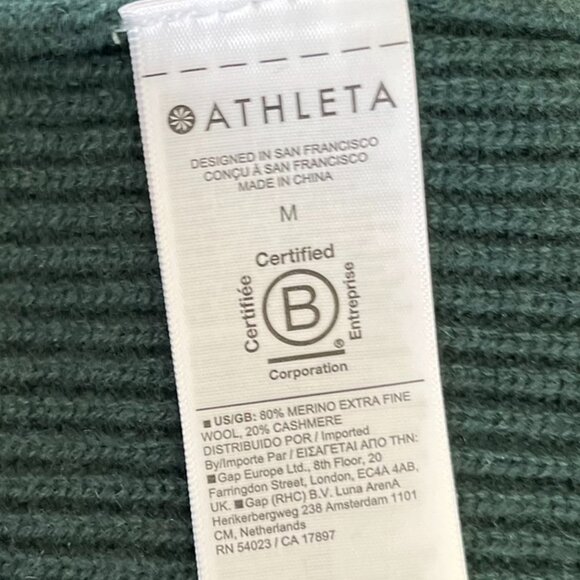 ATHLETA
DESIGNED IN SAN FRANCISCO
CONÇU À SAN FRANCISCO
MADE IN CHINA
M
Certified
Certifiée
B
Entreprise
®
Corporation
■ US/GB: 80% MERINO EXTRA FINE
WOOL, 20% CASHMERE
DISTRIBUIDO POR / Imported
By/Importe Par / ΕΙΣΑΓΕΤΑΙ ΑΠΟ ΤΗΝ:
■ Gap Europe Ltd., 8th Floor, 20
Farringdon Street, London, EC4A 4AB,
UK. ■ Gap (RHC) B.V. Luna ArenA
Herikerbergweg 238 Amsterdam 1101
CM, Netherlands
RN 54023 / CA 17897